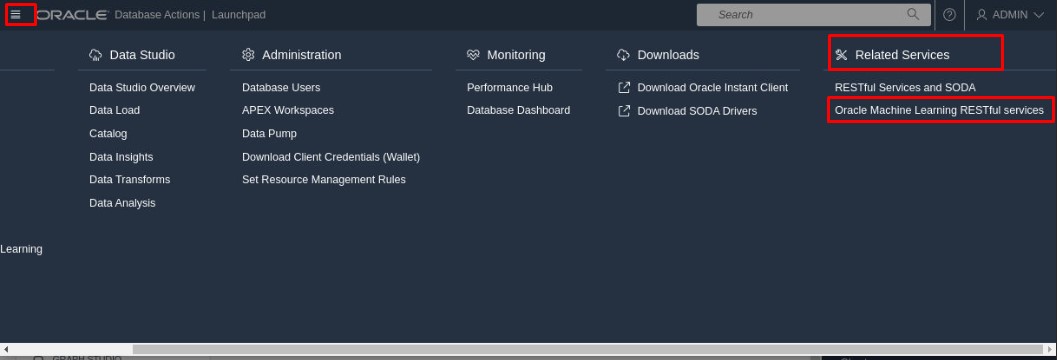 ORACLE Database Actions | Launchpad Search ADMIN
Data Studio
Data Studio Overview
Data Load
Catalog
Data Insights
Data Transforms
Data Analysis
Administration
Database Users
APEX Workspaces
Data Pump
Download Client Credentials (Wallet)
Set Resource Management Rules
Monitoring
Performance Hub
Database Dashboard
Downloads
Download Oracle Instant Client
Download SODA Drivers
Related Services
RESTful Services and SODA
Oracle Machine Learning RESTful services
Learning
GRAPH STUDIO